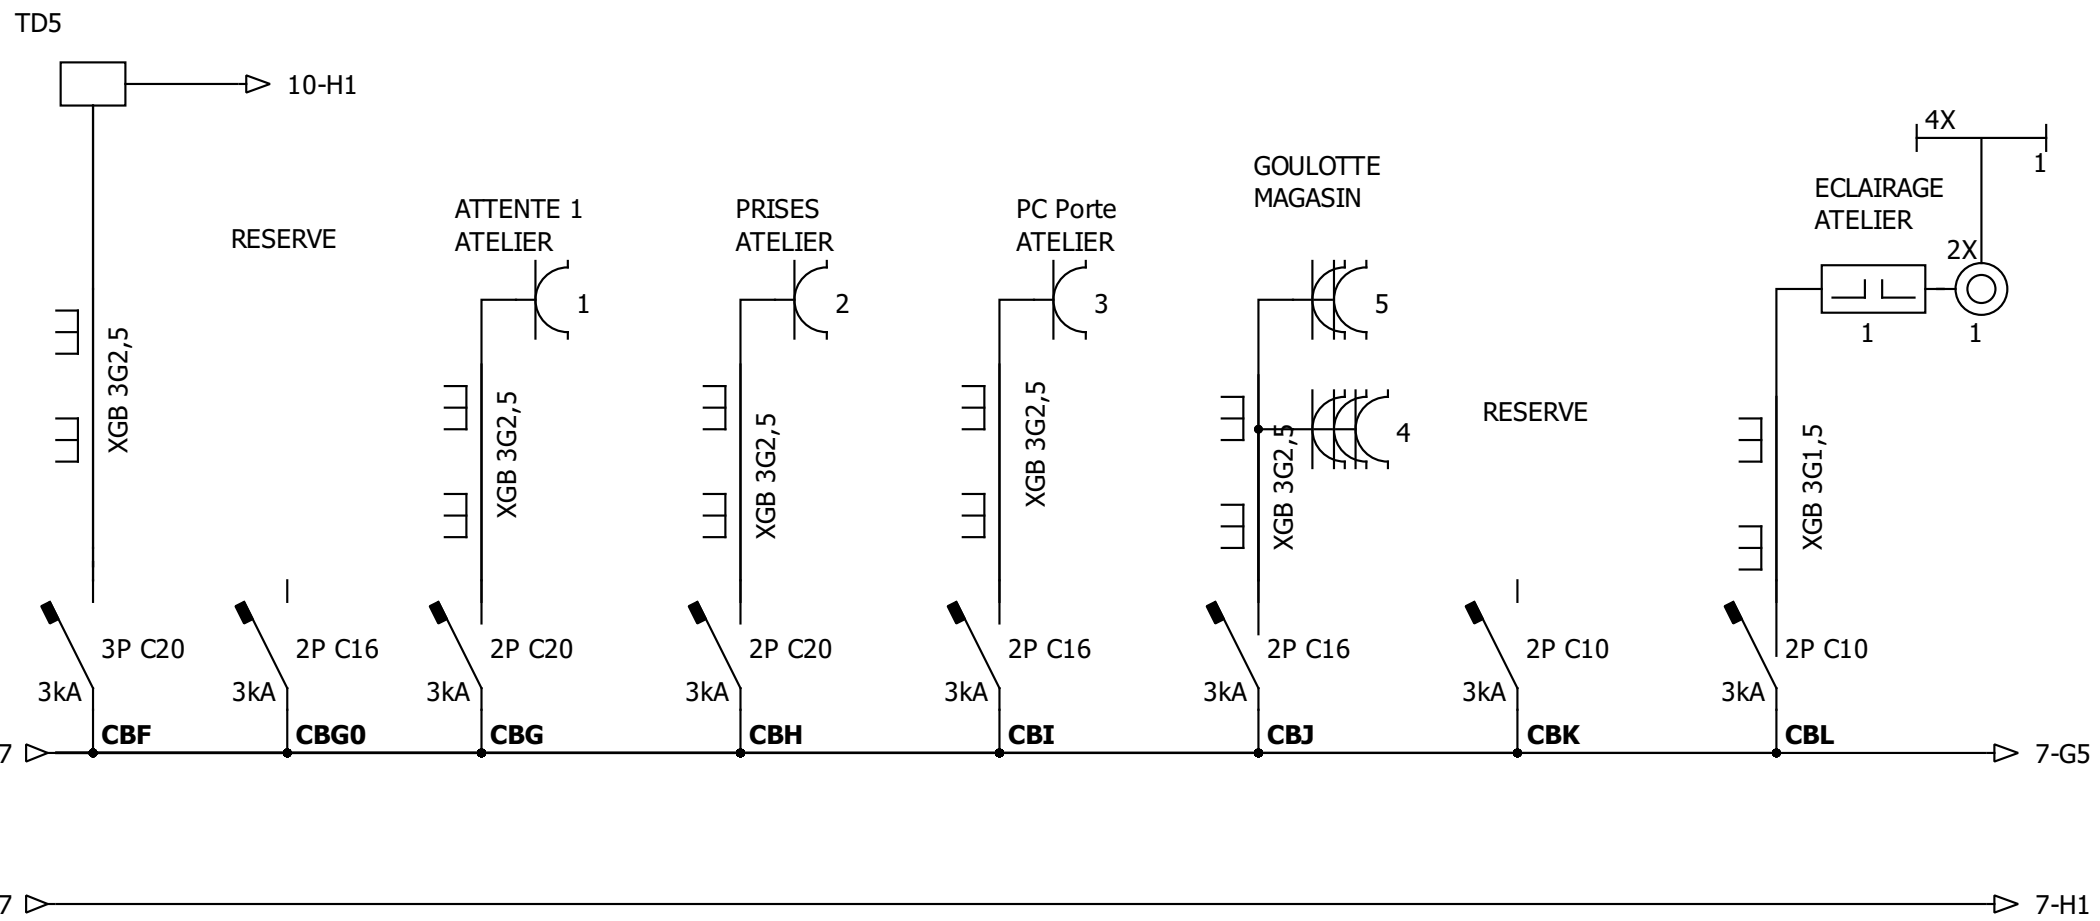 TD5
10-H1
4X
1
GOULOTTE
MAGASIN
ECLAIRAGE
ATELIER
ATTENTE 1
ATELIER
PRISES
ATELIER
PC Porte
ATELIER
RESERVE
2X
1
2
3
5
1
1
4
RESERVE
XGB 3G2,5
XGB 3G2,5
XGB 3G2,5
XGB 3G2,5
XGB 3G2,5
XGB 3G1,5
3P C20
2P C16
2P C20
2P C20
2P C16
2P C16
2P C10
2P C10
3kA
3kA
3kA
3kA
3kA
3kA
3kA
3kA
CBF
CBG0
CBG
CBH
CBI
CBJ
CBK
CBL
7
7-G5
7
7-H1